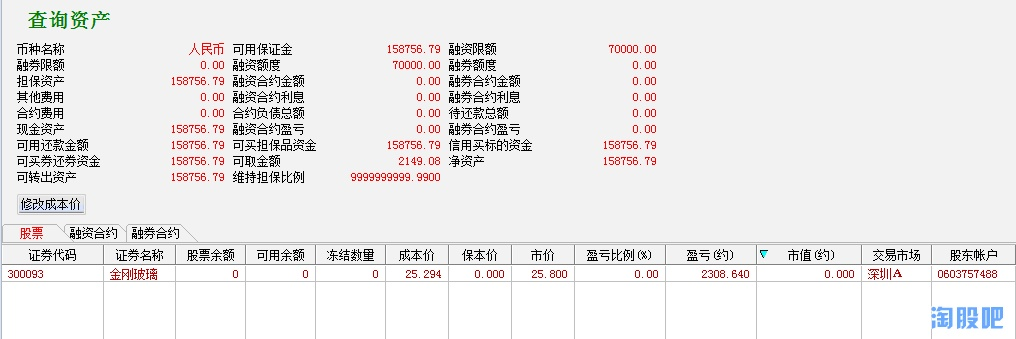 查询资产
币种名称 人民币 可用保证金 158756.79 融资限额 70000.00
融券限额 0.00 融资额度 70000.00 融券额度 0.00
担保资产 158756.79 融资合约金额 0.00 融券合约金额 0.00
其他费用 0.00 融资合约利息 0.00 融券合约利息 0.00
合约费用 0.00 合约负债总额 0.00 待还款总额 0.00
现金资产 158756.79 融资合约盈亏 0.00 融券合约盈亏 0.00
可用还款金额 158756.79 可买担保品资金 158756.79 信用买标的资金 158756.79
可买券还券资金 158756.79 可取金额 2149.08 净资产 158756.79
可转出资产 158756.79 维持担保比例 9999999999.9900
修改成本价
股票 融资合约 融券合约
证券代码 证券名称 股票余额 可用余额 冻结数量 成本价 保本价 市价 盈亏比例(%) 盈亏(约) 市值(约) 交易市场 股东帐户
300093 金刚玻璃 0 0 0 25.294 0.000 25.800 0.00 2308.640 0.000 深圳A 0603757488
淘股吧